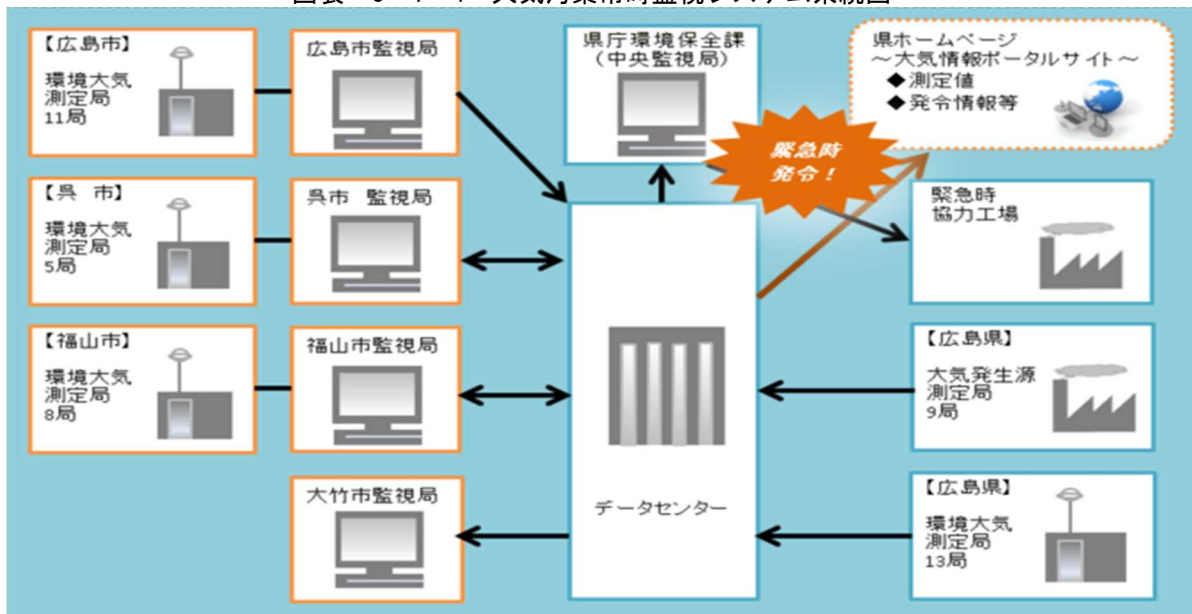 【広島市】
環境大気
測定局
11局
広島市監視局
【呉 市】
環境大気
測定局
5局
呉市 監視局
【福山市】
環境大気
測定局
8局
福山市監視局
大竹市監視局
県庁環境保全課
(中央監視局)
データセンター
緊急時
発令!
県ホームページ
～大気情報ポータルサイト～
◆測定値
◆発令情報等
緊急時
協力工場
【広島県】
大気発生源
測定局
9局
【広島県】
環境大気
測定局
13局